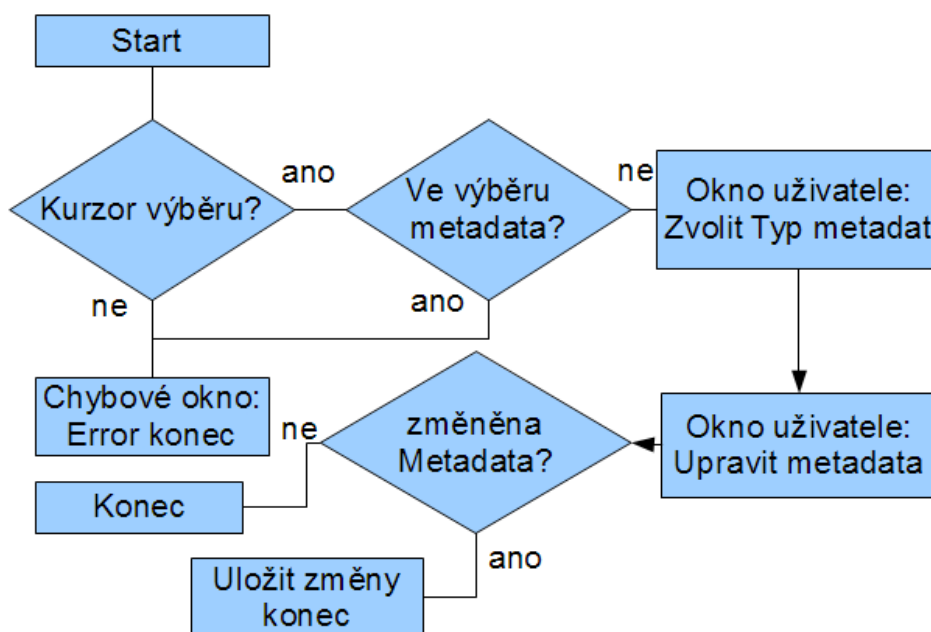 Start
ano
Kurzor výběru?
Ve výběru
metadata?
ne
Okno uživatele:
Zvolit Typ metadat
ne
ano
Chybové okno:
Error konec
ne
změněna
Metadata?
Okno uživatele:
Upravit metadata
Konec
ano
Uložit změny
konec